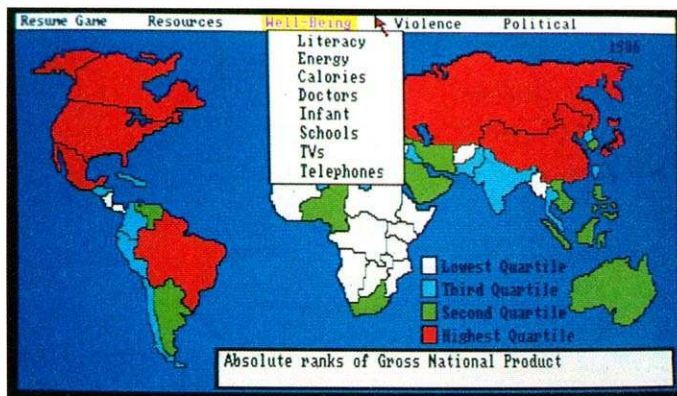 Resume Game Resources Well-Being Violence Political
Literacy
Energy
Calories
Doctors
Infant
Schools
TVs
Telephones
1986
Lowest Quartile
Third Quartile
Second Quartile
Highest Quartile
Absolute ranks of Gross National Product